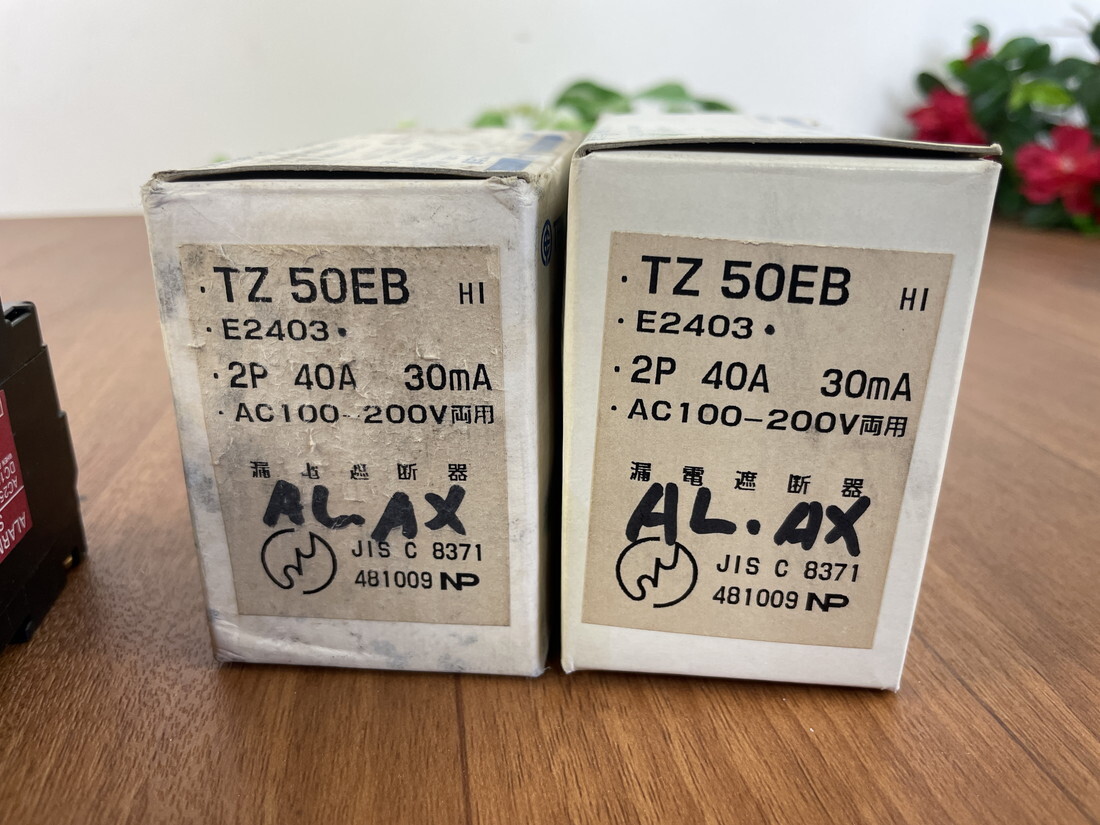 ・TZ 50EB HI
・E2403・
・2P 40A 30mA
・AC100-200V両用
漏電遮断器
AL AX
JIS C 8371
481009 NP
・TZ 50EB HI
・E2403・
・2P 40A 30mA
・AC100-200V両用
漏電遮断器
AL.AX
JIS C 8371
481009 NP